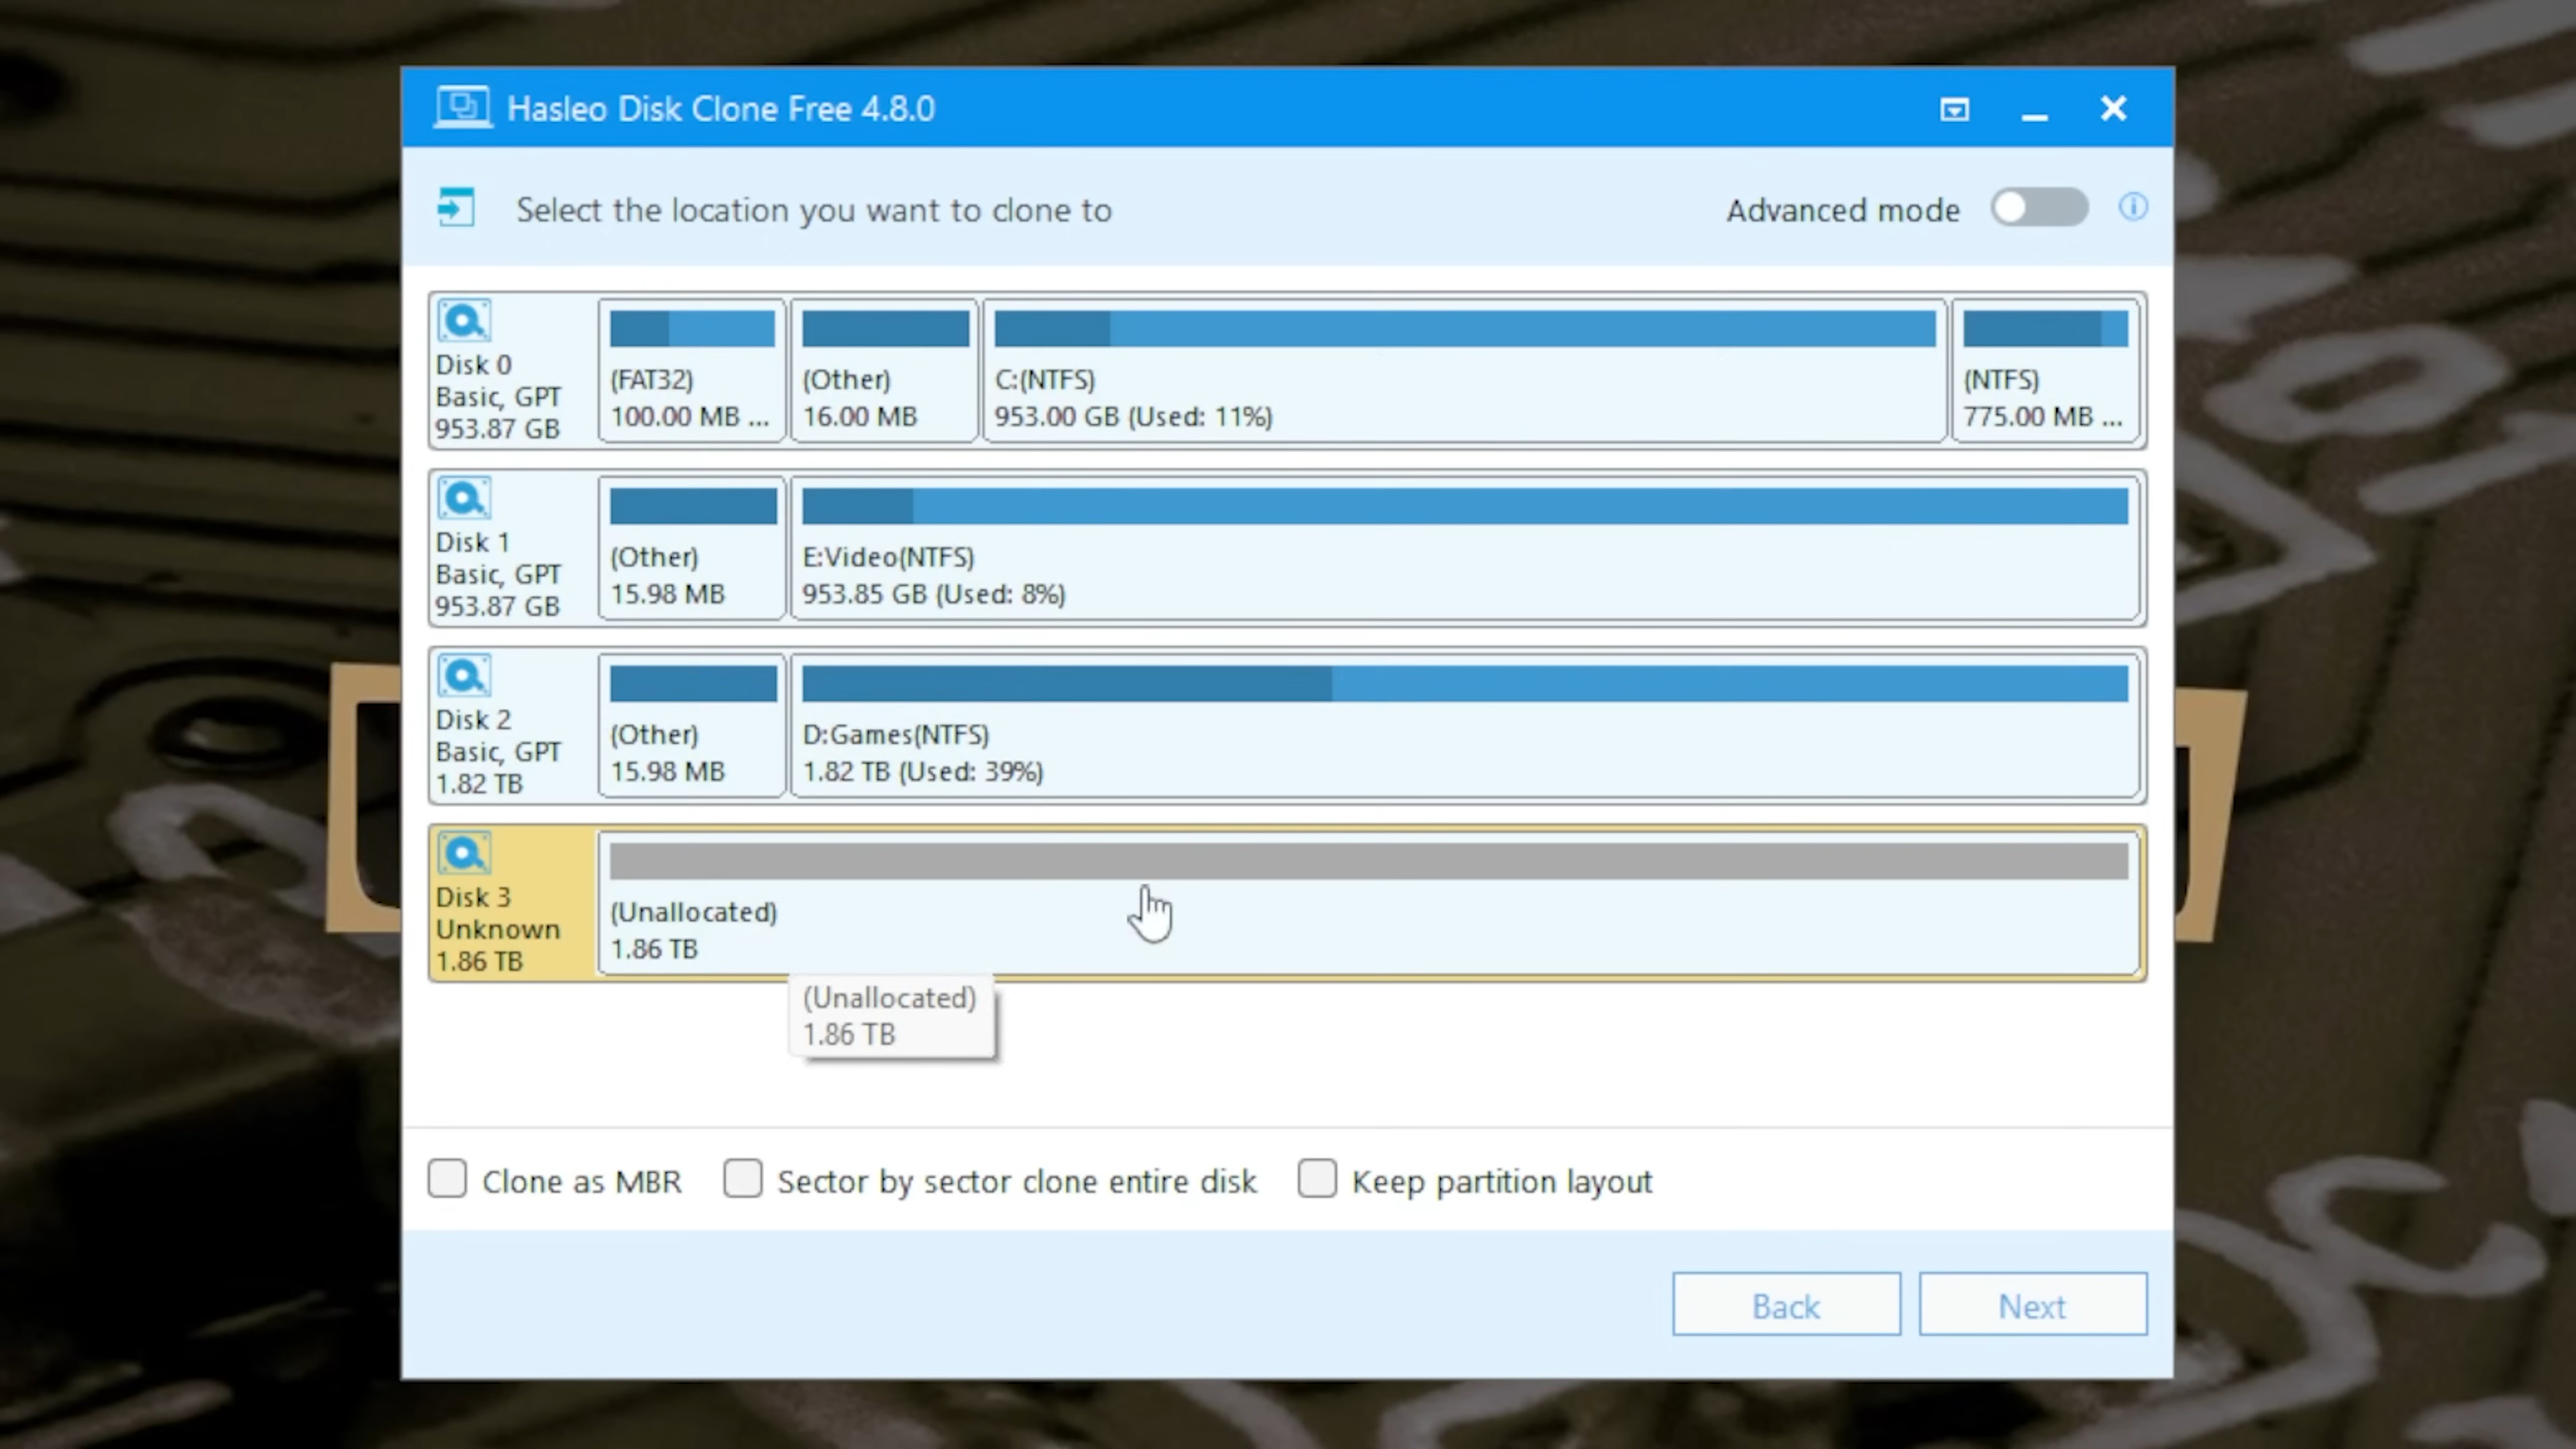 Hasleo Disk Clone Free 4.8.0
Select the location you want to clone to
Advanced mode
Disk 0
Basic, GPT
953.87 GB
(FAT32)
100.00 MB ...
(Other)
16.00 MB
C:(NTFS)
953.00 GB (Used: 11%)
(NTFS)
775.00 MB ...
Disk 1
Basic, GPT
953.87 GB
(Other)
15.98 MB
E:Video(NTFS)
953.85 GB (Used: 8%)
Disk 2
Basic, GPT
1.82 TB
(Other)
15.98 MB
D:Games(NTFS)
1.82 TB (Used: 39%)
Disk 3
Unknown
1.86 TB
(Unallocated)
1.86 TB
(Unallocated)
1.86 TB
Clone as MBR
Sector by sector clone entire disk
Keep partition layout
Back
Next